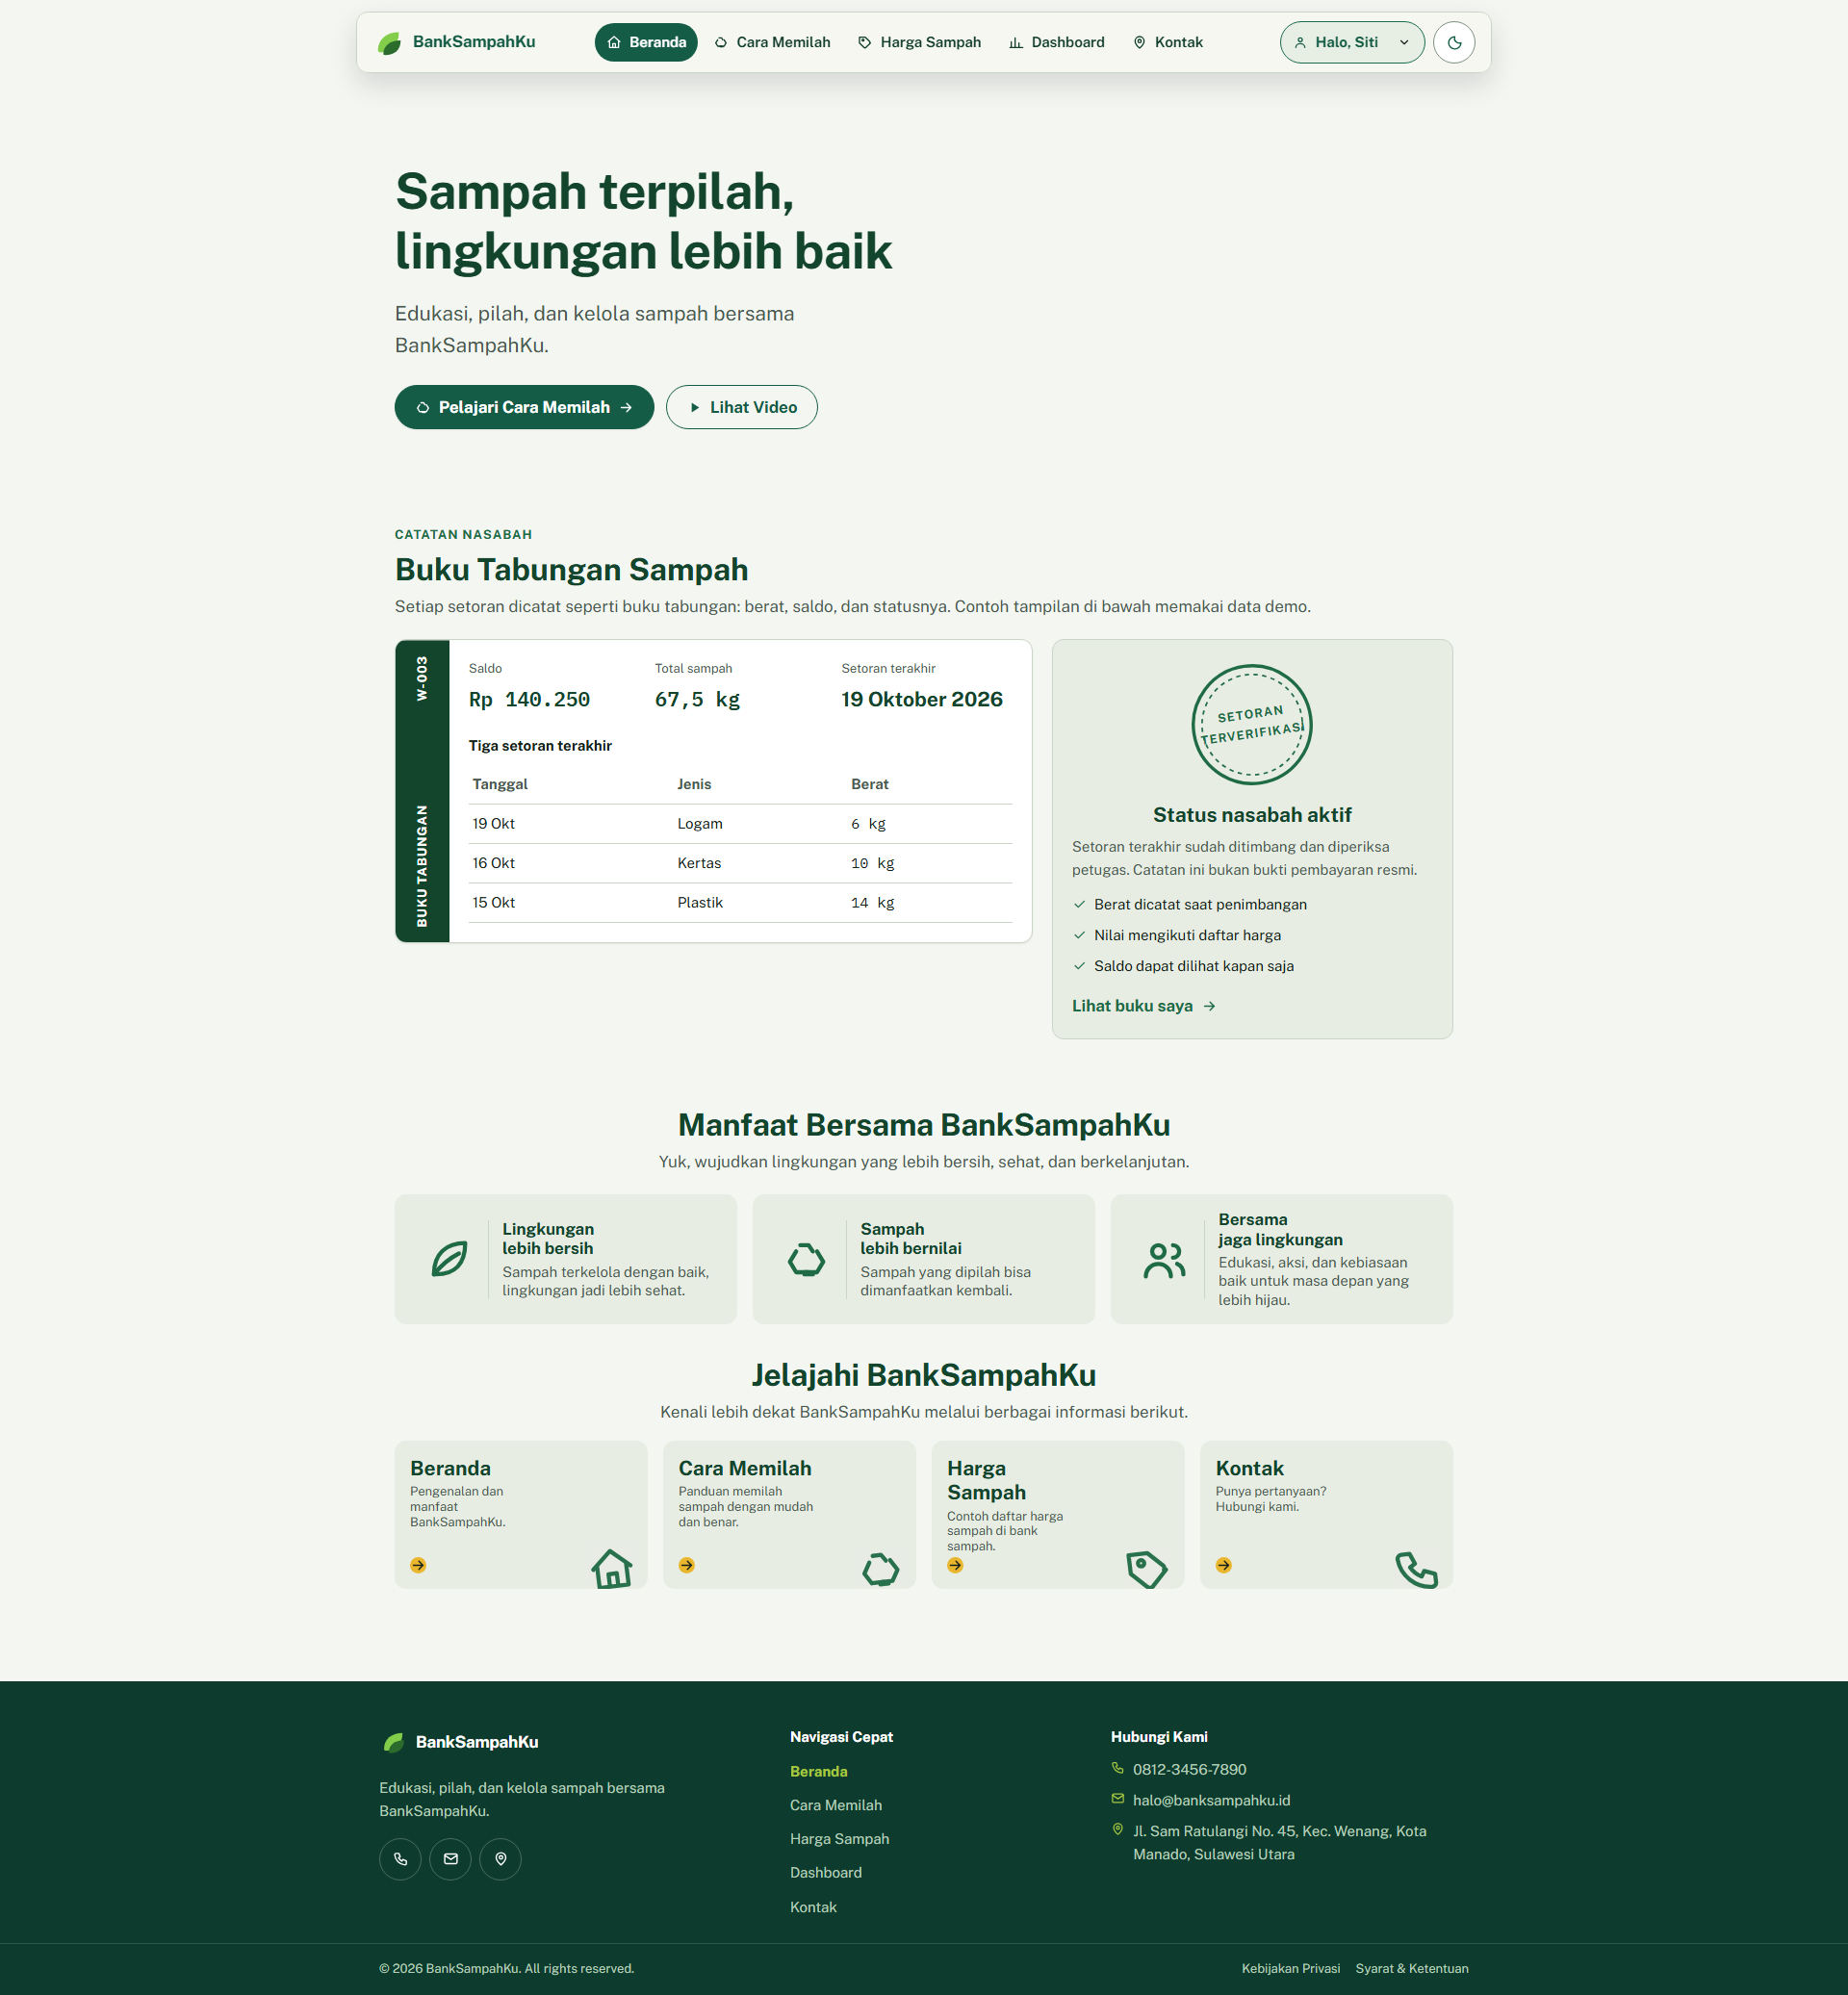 BankSampahKu
Beranda
Cara Memilah
Harga Sampah
Dashboard
Kontak
Halo, Siti
Sampah terpilah,
lingkungan lebih baik
Edukasi, pilah, dan kelola sampah bersama
BankSampahKu.
Pelajari Cara Memilah
Lihat Video
CATATAN NASABAH
Buku Tabungan Sampah
Setiap setoran dicatat seperti buku tabungan: berat, saldo, dan statusnya. Contoh tampilan di bawah memakai data demo.
W-003
BUKU TABUNGAN
Saldo
Rp 140.250
Total sampah
67,5 kg
Setoran terakhir
19 Oktober 2026
Tiga setoran terakhir
Tanggal Jenis Berat
19 Okt Logam 6 kg
16 Okt Kertas 10 kg
15 Okt Plastik 14 kg
SETORAN
TERVERIFIKASI
Status nasabah aktif
Setoran terakhir sudah ditimbang dan diperiksa
petugas. Catatan ini bukan bukti pembayaran resmi.
Berat dicatat saat penimbangan
Nilai mengikuti daftar harga
Saldo dapat dilihat kapan saja
Lihat buku saya
Manfaat Bersama BankSampahKu
Yuk, wujudkan lingkungan yang lebih bersih, sehat, dan berkelanjutan.
Lingkungan
lebih bersih
Sampah terkelola dengan baik,
lingkungan jadi lebih sehat.
Sampah
lebih bernilai
Sampah yang dipilah bisa
dimanfaatkan kembali.
Bersama
jaga lingkungan
Edukasi, aksi, dan kebiasaan
baik untuk masa depan yang
lebih hijau.
Jelajahi BankSampahKu
Kenali lebih dekat BankSampahKu melalui berbagai informasi berikut.
Beranda
Pengenalan dan
manfaat
BankSampahKu.
Cara Memilah
Panduan memilah
sampah dengan mudah
dan benar.
Harga
Sampah
Contoh daftar harga
sampah di bank
sampah.
Kontak
Punya pertanyaan?
Hubungi kami.
BankSampahKu
Edukasi, pilah, dan kelola sampah bersama
BankSampahKu.
Navigasi Cepat
Beranda
Cara Memilah
Harga Sampah
Dashboard
Kontak
Hubungi Kami
0812-3456-7890
halo@banksampahku.id
Jl. Sam Ratulangi No. 45, Kec. Wenang, Kota
Manado, Sulawesi Utara
© 2026 BankSampahKu. All rights reserved.
Kebijakan Privasi
Syarat & Ketentuan